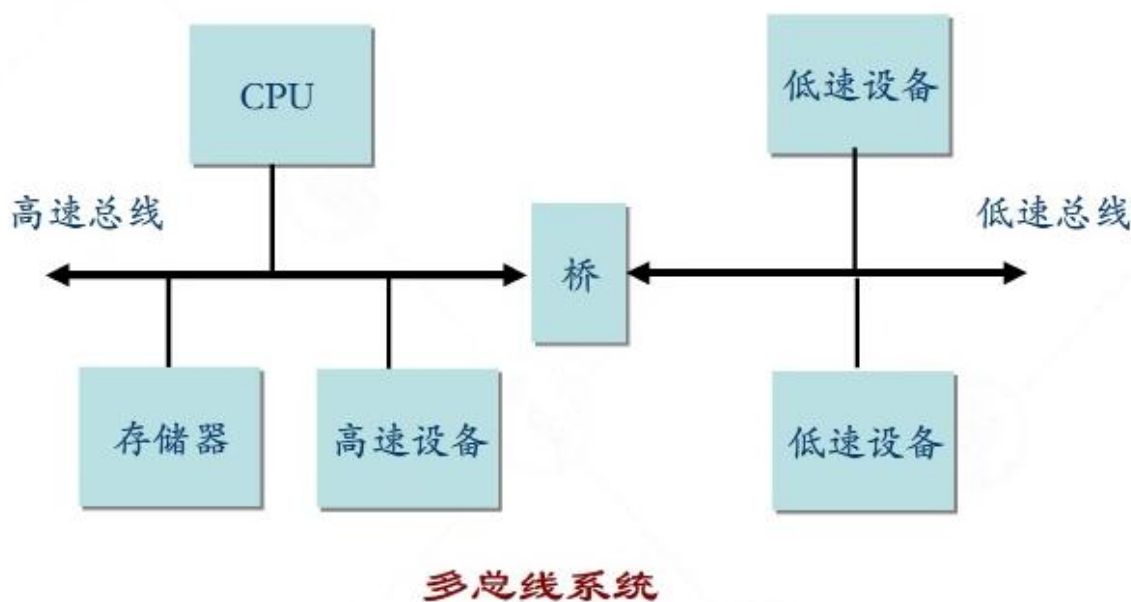 CPU
低速设备
高速总线
低速总线
桥
存储器
高速设备
低速设备
多总线系统